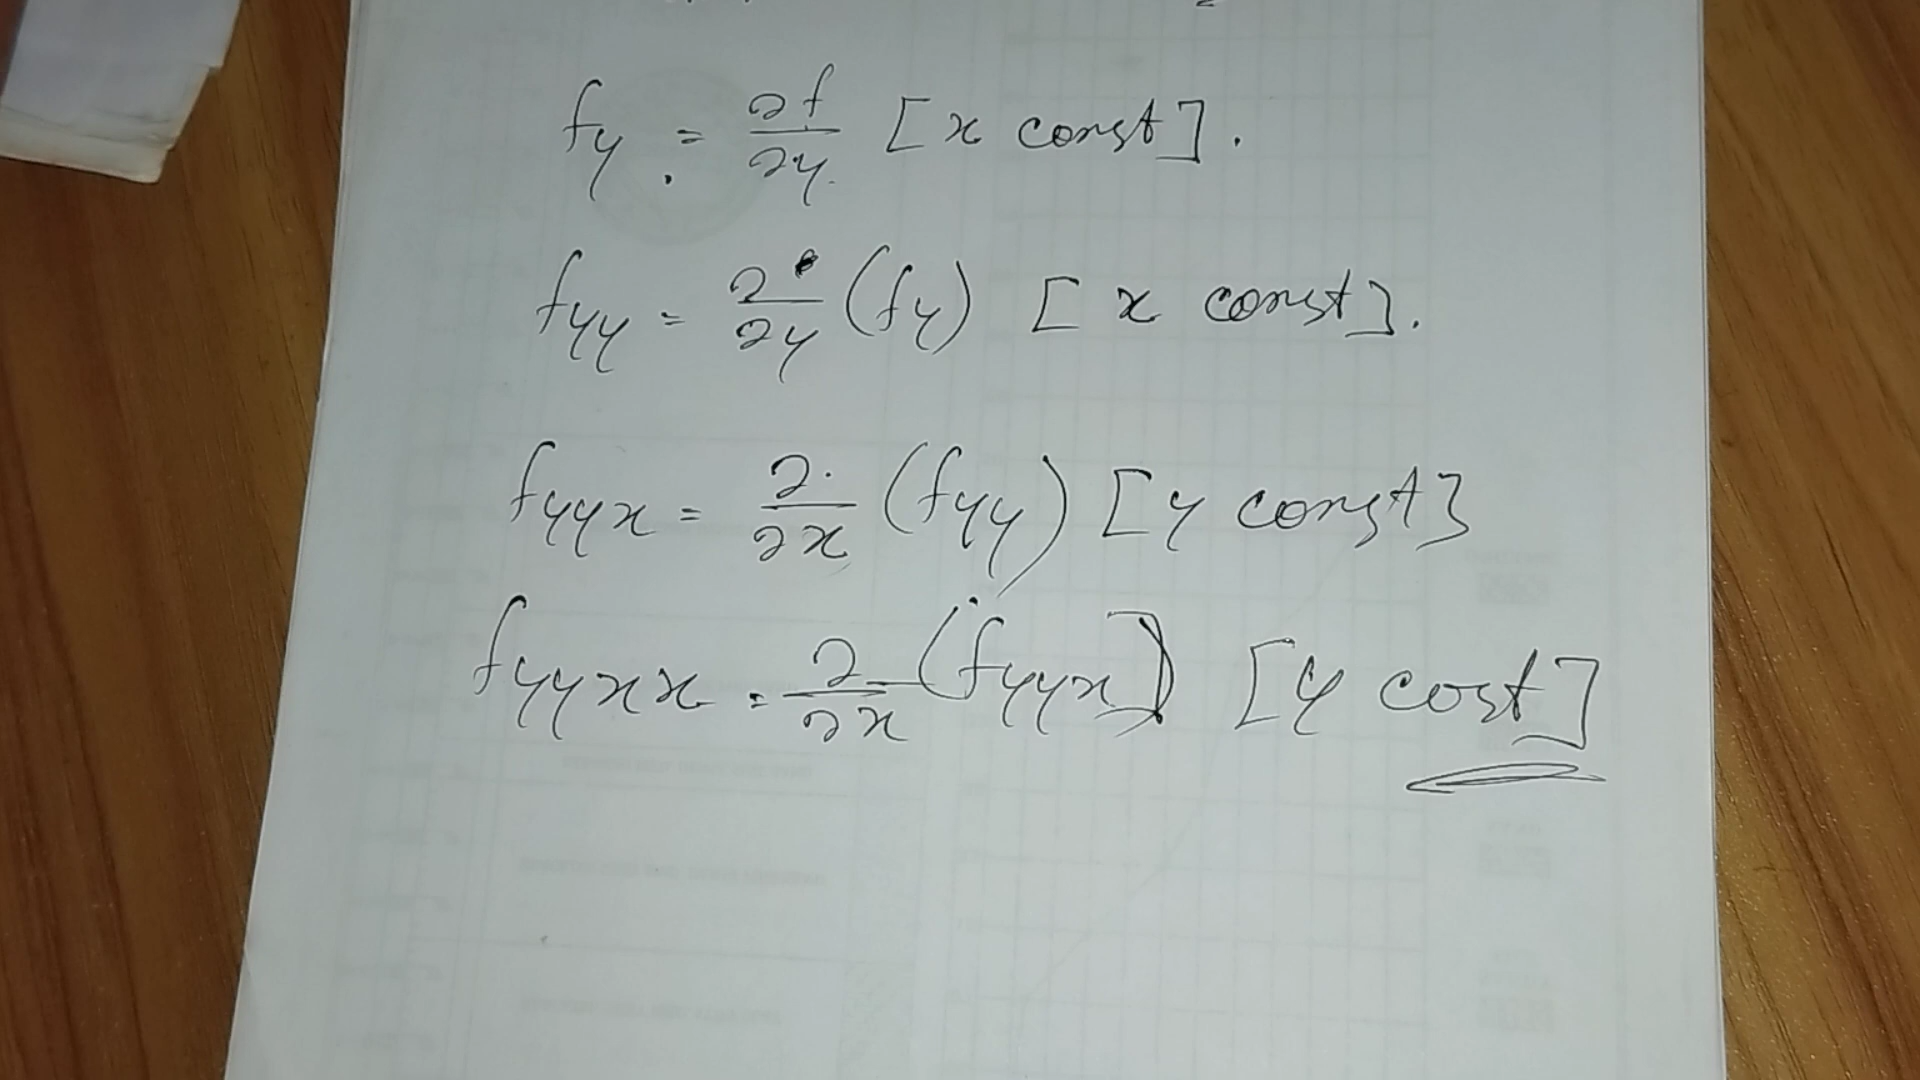 fy = ∂f/∂y [x const].
fyy = ∂/∂y (fy) [x const].
fyyx = ∂/∂x (fyy) [y const]
fyyxx = ∂/∂x (fyyx) [y cost]